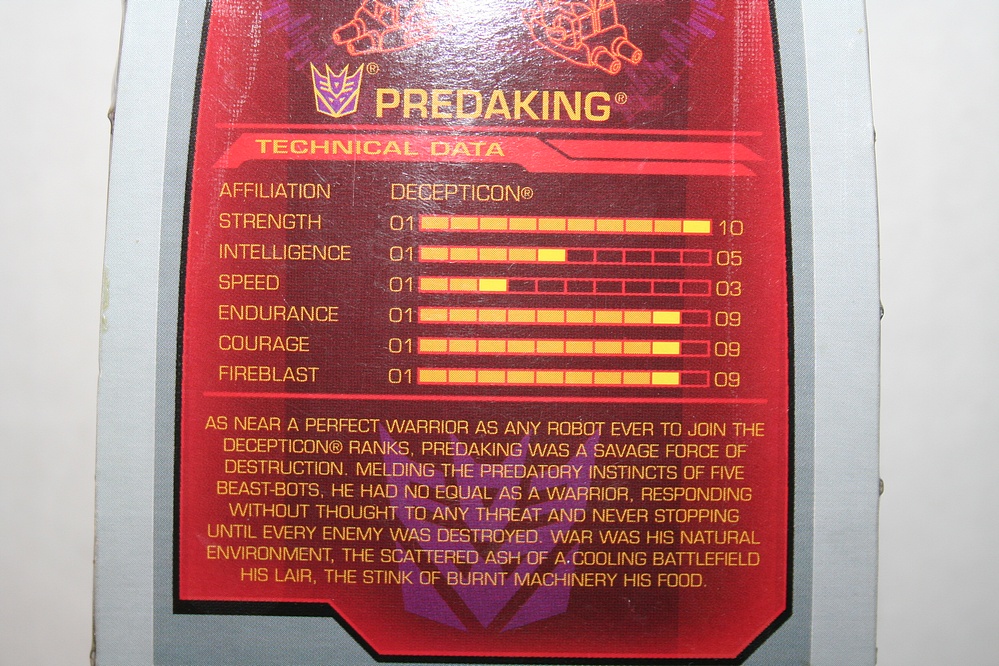 ® PREDAKING®
TECHNICAL DATA
AFFILIATION DECEPTICON®
STRENGTH 01 10
INTELLIGENCE 01 05
SPEED 01 03
ENDURANCE 01 09
COURAGE 01 09
FIREBLAST 01 09
AS NEAR A PERFECT WARRIOR AS ANY ROBOT EVER TO JOIN THE
DECEPTICON® RANKS, PREDAKING WAS A SAVAGE FORCE OF
DESTRUCTION. MELDING THE PREDATORY INSTINCTS OF FIVE
BEAST-BOTS, HE HAD NO EQUAL AS A WARRIOR, RESPONDING
WITHOUT THOUGHT TO ANY THREAT AND NEVER STOPPING
UNTIL EVERY ENEMY WAS DESTROYED. WAR WAS HIS NATURAL
ENVIRONMENT, THE SCATTERED ASH OF A COOLING BATTLEFIELD
HIS LAIR, THE STINK OF BURNT MACHINERY HIS FOOD.